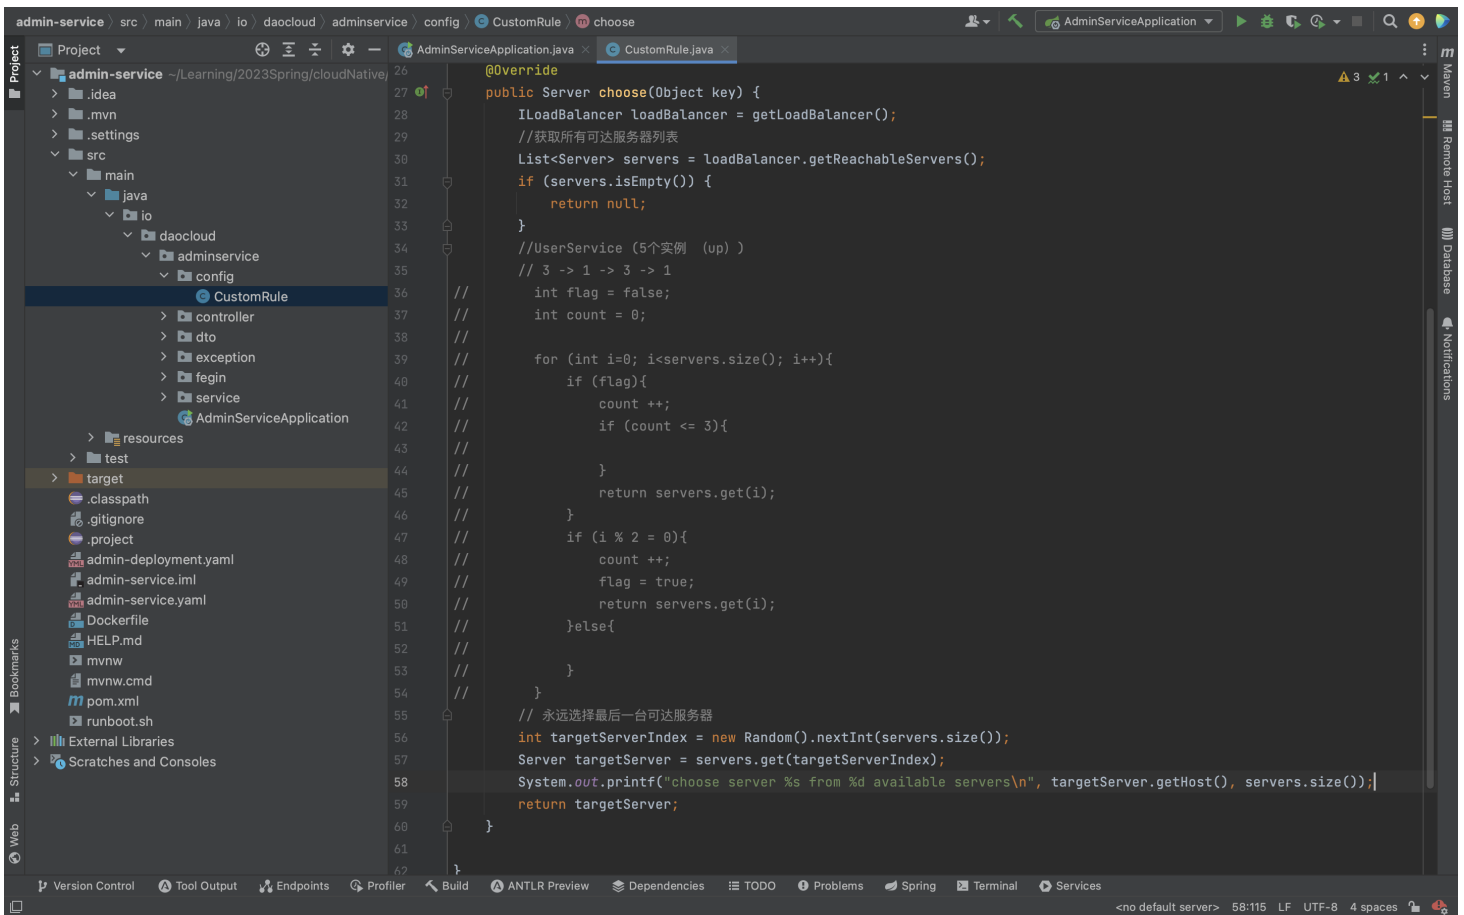 admin-service 〉 src 〉 main 〉 java 〉 io 〉 daocloud 〉 adminservice 〉 config 〉 CustomRule 〉 choose
AdminServiceApplication
Project
AdminServiceApplication.java
CustomRule.java
Project
admin-service ~/Learning/2023Spring/cloudNative/
.idea
.mvn
.settings
src
main
java
io
daocloud
adminservice
config
CustomRule
controller
dto
exception
fegin
service
AdminServiceApplication
resources
test
target
.classpath
.gitignore
.project
admin-deployment.yaml
admin-service.iml
admin-service.yaml
Dockerfile
HELP.md
mvnw
mvnw.cmd
pom.xml
runboot.sh
External Libraries
Scratches and Consoles
Bookmarks
Structure
Web
26 @Override
27 public Server choose(Object key) {
28 ILoadBalancer loadBalancer = getLoadBalancer();
29 //获取所有可达服务器列表
30 List<Server> servers = loadBalancer.getReachableServers();
31 if (servers.isEmpty()) {
32 return null;
33 }
34 //UserService（5个实例 （up））
35 // 3 -> 1 -> 3 -> 1
36 // int flag = false;
37 // int count = 0;
38 //
39 // for (int i=0; i<servers.size(); i++){
40 // if (flag){
41 // count ++;
42 // if (count <= 3){
43 //
44 // }
45 // return servers.get(i);
46 // }
47 // if (i % 2 = 0){
48 // count ++;
49 // flag = true;
50 // return servers.get(i);
51 // }else{
52 //
53 // }
54 // }
55 // 永远选择最后一台可达服务器
56 int targetServerIndex = new Random().nextInt(servers.size());
57 Server targetServer = servers.get(targetServerIndex);
58 System.out.printf("choose server %s from %d available servers\n", targetServer.getHost(), servers.size());
59 return targetServer;
60 }
61
62 }
3 1
Maven
Remote Host
Database
Notifications
Version Control Tool Output Endpoints Profiler Build ANTLR Preview Dependencies TODO Problems Spring Terminal Services
<no default server> 58:115 LF UTF-8 4 spaces